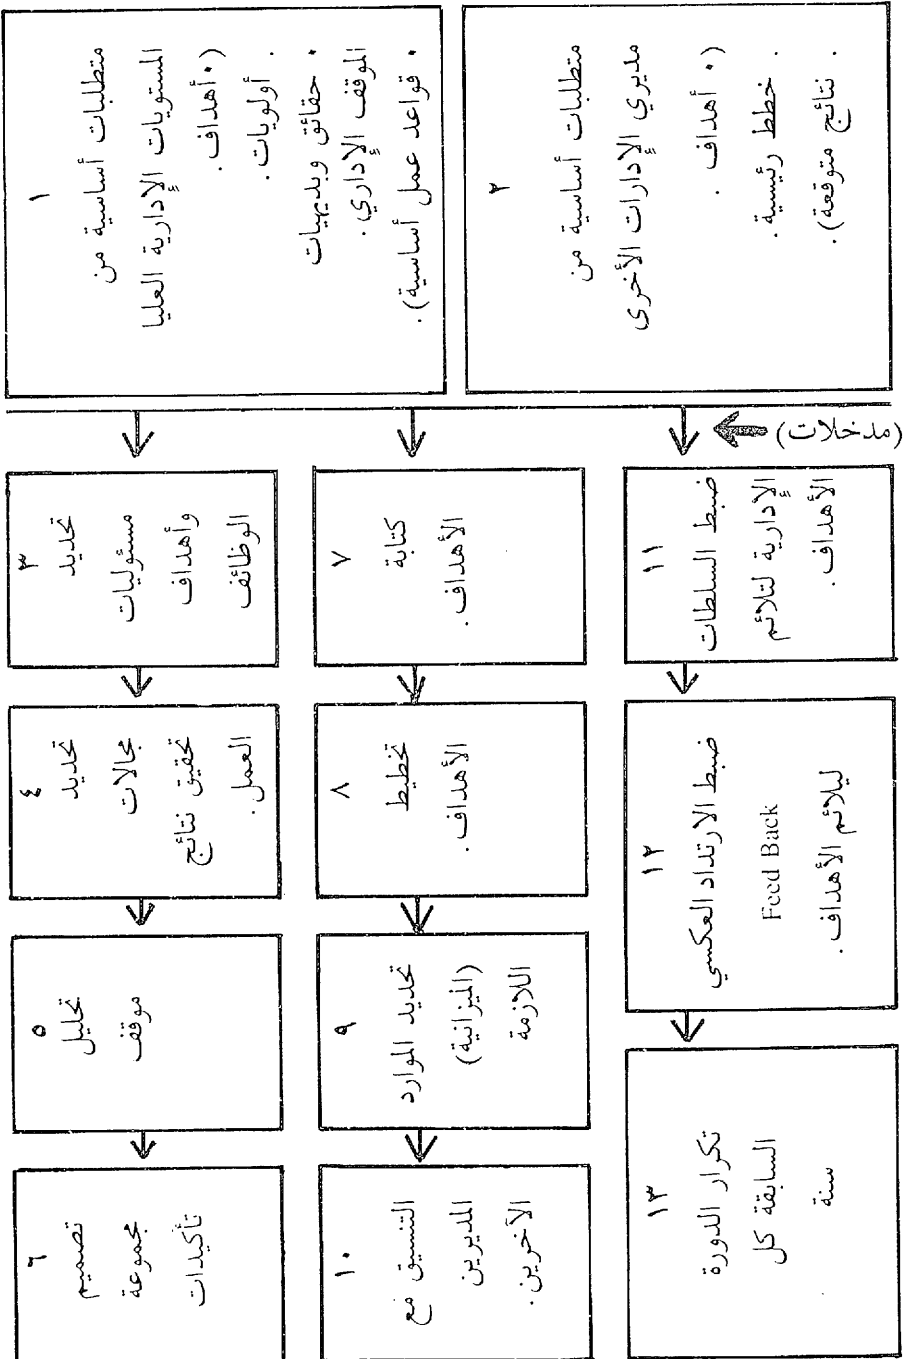 ١
متطلبات أساسية من
المستويات الإدارية العليا
(• أهداف.
• أولويات.
• حقائق وبديهيات
الموقف الإداري.
• قواعد عمل أساسية).
٢
متطلبات أساسية من
مديري الإدارات الأخرى
(• أهداف.
• خطط رئيسية.
• نتائج متوقعة).
(مدخلات)
٣
تحديد
مسئوليات
وأهداف
الوظائف
٤
تحديد
مجالات
تحقيق نتائج
العمل.
٥
تحليل
موقف
٦
تصميم
مجموعة
تأكيدات
٧
كتابة
الأهداف.
٨
تخطيط
الأهداف.
٩
تحديد الموارد
(الميزانية)
اللازمة
١٠
التنسيق مع
المديرين
الآخرين.
١١
ضبط السلطات
الإدارية لتلائم
الأهداف.
١٢
ضبط الارتداد العكسي
Feed Back
ليلائم الأهداف.
١٣
تكرار الدورة
السابقة كل
سنة